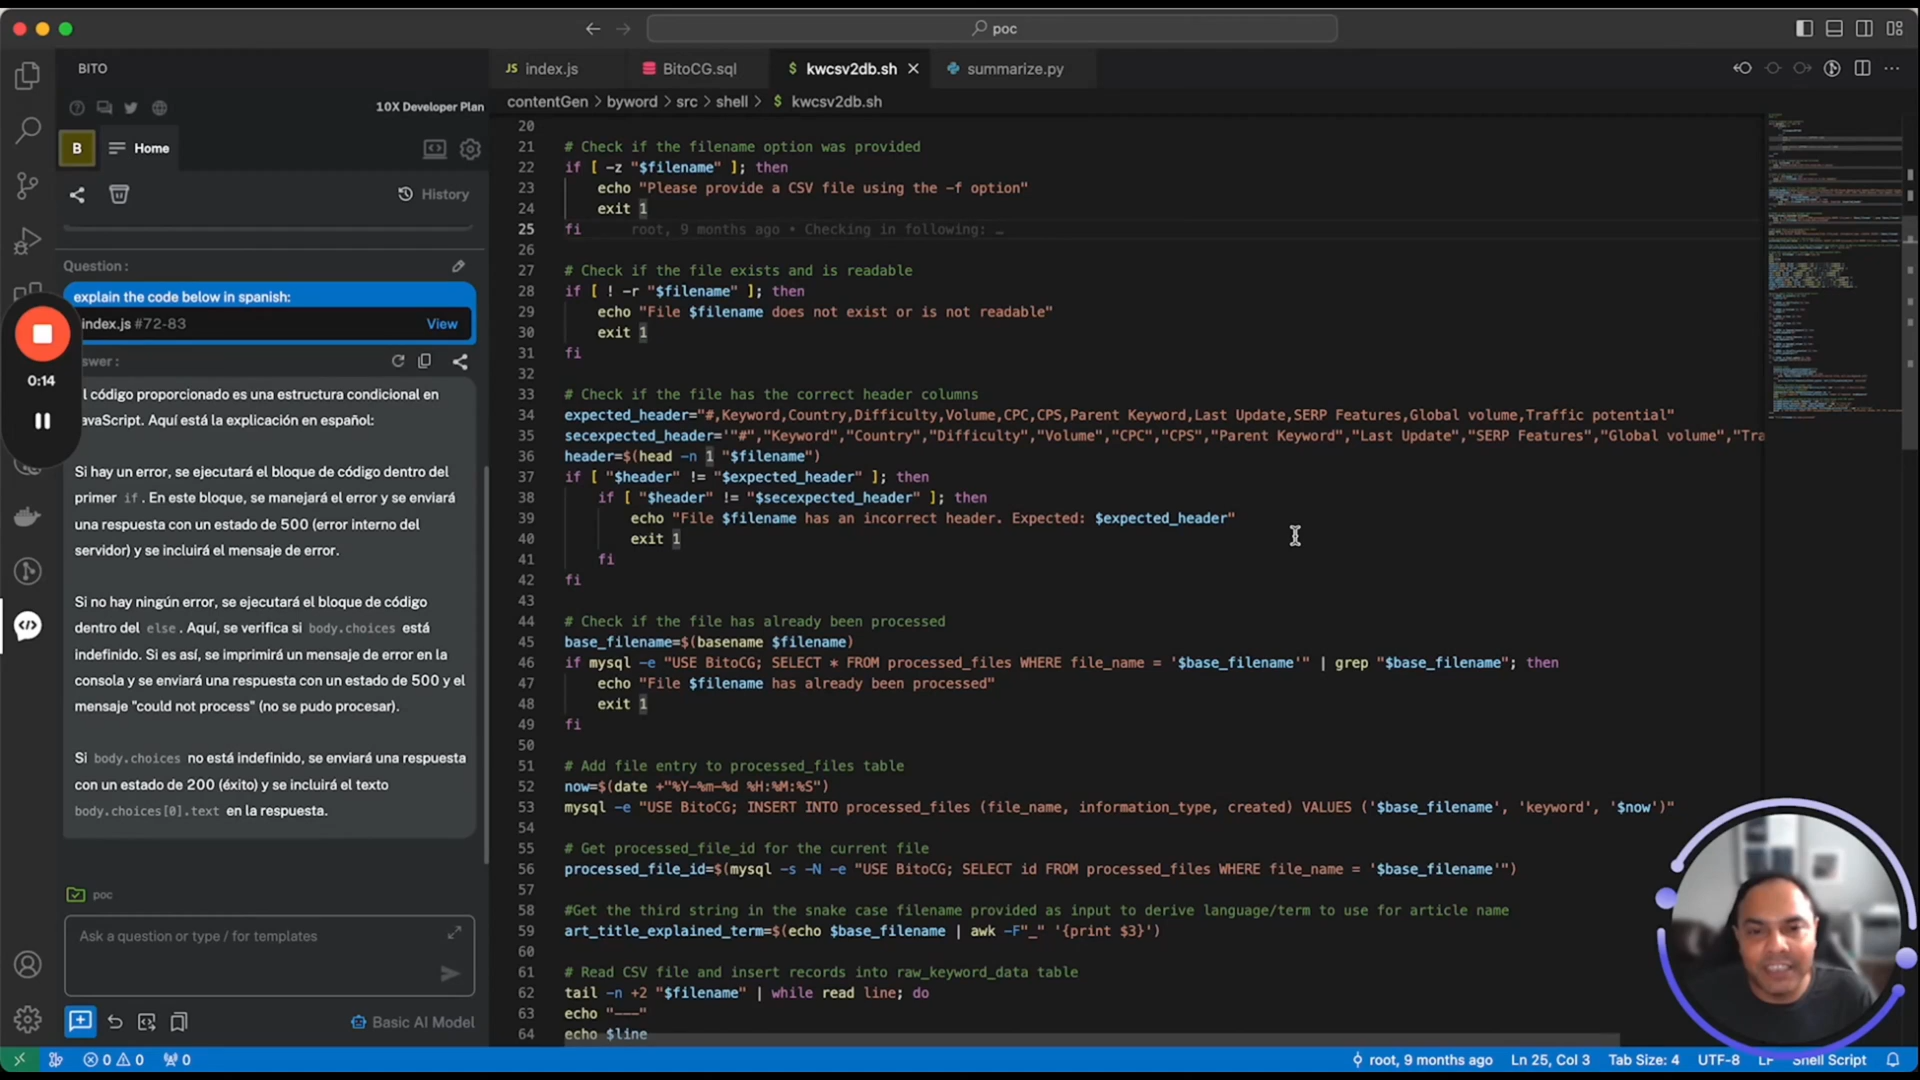 poc
BITO
10X Developer Plan
B
Home
History
Question :
explain the code below in spanish:
index.js #72-83
View
swer :
l código proporcionado es una estructura condicional en
avaScript. Aquí está la explicación en español:
Si hay un error, se ejecutará el bloque de código dentro del
primer if. En este bloque, se manejará el error y se enviará
una respuesta con un estado de 500 (error interno del
servidor) y se incluirá el mensaje de error.
Si no hay ningún error, se ejecutará el bloque de código
dentro del else. Aquí, se verifica si body.choices está
indefinido. Si es así, se imprimirá un mensaje de error en la
consola y se enviará una respuesta con un estado de 500 y el
mensaje "could not process" (no se pudo procesar).
Si body.choices no está indefinido, se enviará una respuesta
con un estado de 200 (éxito) y se incluirá el texto
body.choices[0].text en la respuesta.
poc
Ask a question or type / for templates
Basic AI Model
0:14
JS index.js
BitoCG.sql
$ kwcsv2db.sh
summarize.py
contentGen > byword > src > shell > $ kwcsv2db.sh
20
21 # Check if the filename option was provided
22 if [ -z "$filename" ]; then
23 echo "Please provide a CSV file using the -f option"
24 exit 1
25 fi root, 9 months ago • Checking in following: …
26
27 # Check if the file exists and is readable
28 if [ ! -r "$filename" ]; then
29 echo "File $filename does not exist or is not readable"
30 exit 1
31 fi
32
33 # Check if the file has the correct header columns
34 expected_header="#,Keyword,Country,Difficulty,Volume,CPC,CPS,Parent Keyword,Last Update,SERP Features,Global volume,Traffic potential"
35 secexpected_header='"#","Keyword","Country","Difficulty","Volume","CPC","CPS","Parent Keyword","Last Update","SERP Features","Global volume","Tra
36 header=$(head -n 1 "$filename")
37 if [ "$header" != "$expected_header" ]; then
38 if [ "$header" != "$secexpected_header" ]; then
39 echo "File $filename has an incorrect header. Expected: $expected_header"
40 exit 1
41 fi
42 fi
43
44 # Check if the file has already been processed
45 base_filename=$(basename $filename)
46 if mysql -e "USE BitoCG; SELECT * FROM processed_files WHERE file_name = '$base_filename'" | grep "$base_filename"; then
47 echo "File $filename has already been processed"
48 exit 1
49 fi
50
51 # Add file entry to processed_files table
52 now=$(date +"%Y-%m-%d %H:%M:%S")
53 mysql -e "USE BitoCG; INSERT INTO processed_files (file_name, information_type, created) VALUES ('$base_filename', 'keyword', '$now')"
54
55 # Get processed_file_id for the current file
56 processed_file_id=$(mysql -s -N -e "USE BitoCG; SELECT id FROM processed_files WHERE file_name = '$base_filename'")
57
58 #Get the third string in the snake case filename provided as input to derive language/term to use for article name
59 art_title_explained_term=$(echo $base_filename | awk -F"_" '{print $3}')
60
61 # Read CSV file and insert records into raw_keyword_data table
62 tail -n +2 "$filename" | while read line; do
63 echo "---"
64 echo $line
0 0 0
root, 9 months ago
Ln 25, Col 3
Tab Size: 4
UTF-8
LF
Shell Script